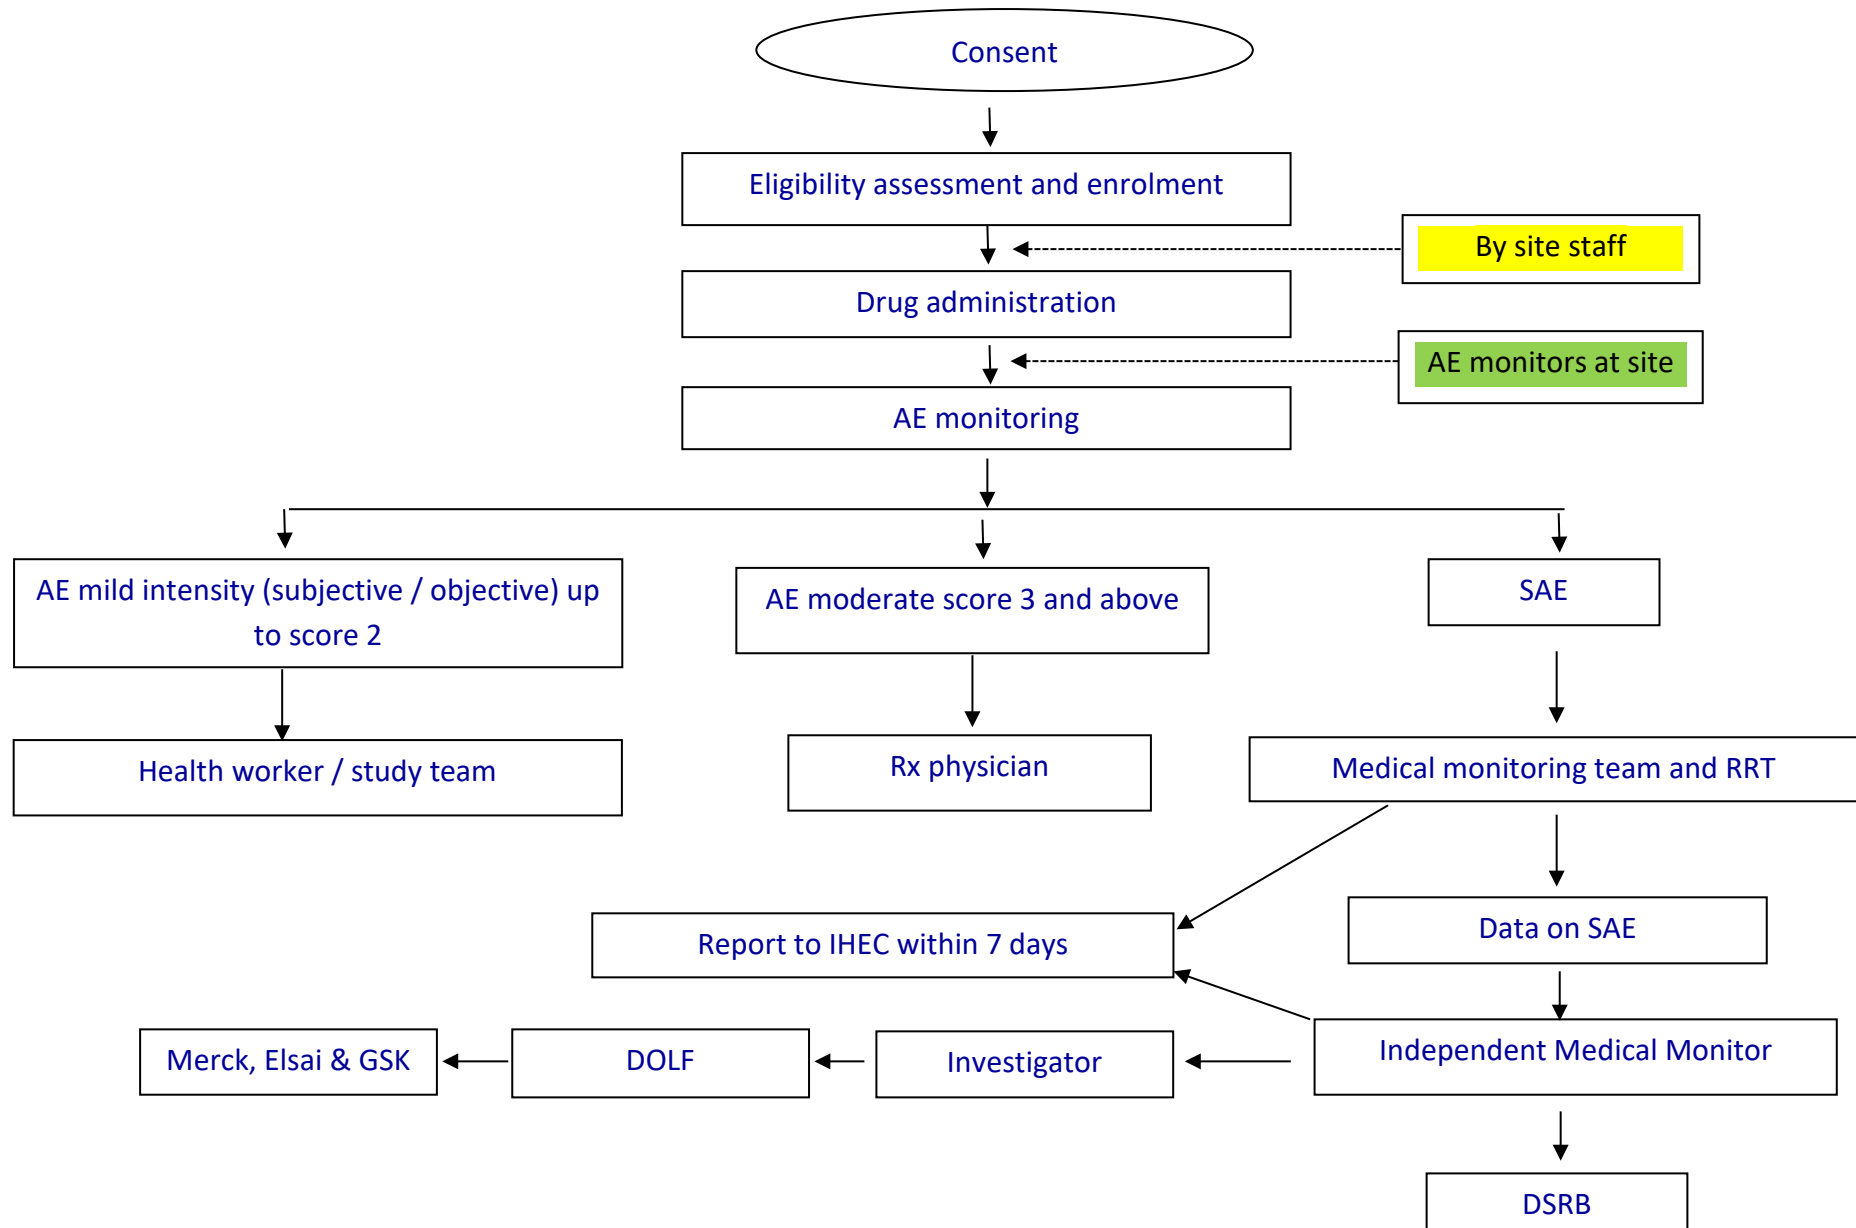 Consent
Eligibility assessment and enrolment
By site staff
Drug administration
AE monitors at site
AE monitoring
AE mild intensity (subjective / objective) up
to score 2
AE moderate score 3 and above
SAE
Health worker / study team
Rx physician
Medical monitoring team and RRT
Report to IHEC within 7 days
Data on SAE
Merck, Elsai & GSK
DOLF
Investigator
Independent Medical Monitor
DSRB